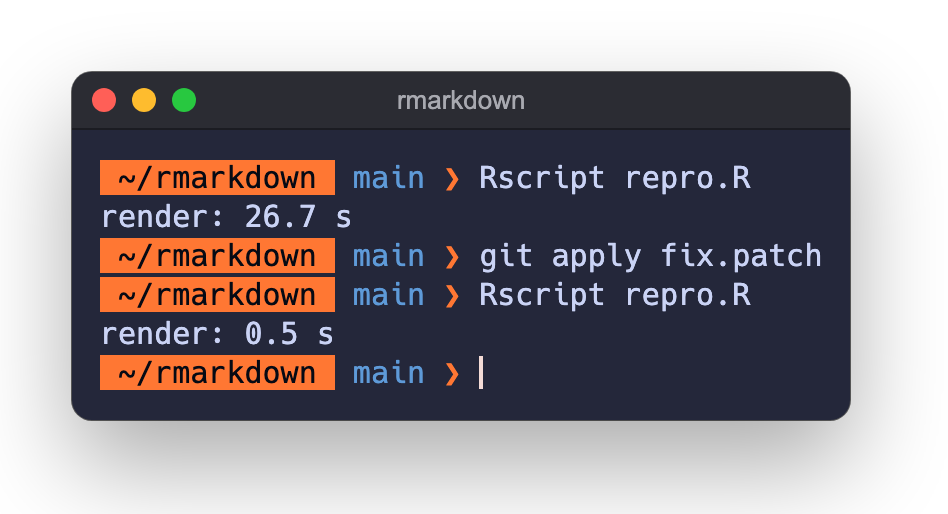 rmarkdown
~/rmarkdown main ❯ Rscript repro.R
render: 26.7 s
~/rmarkdown main ❯ git apply fix.patch
~/rmarkdown main ❯ Rscript repro.R
render: 0.5 s
~/rmarkdown main ❯